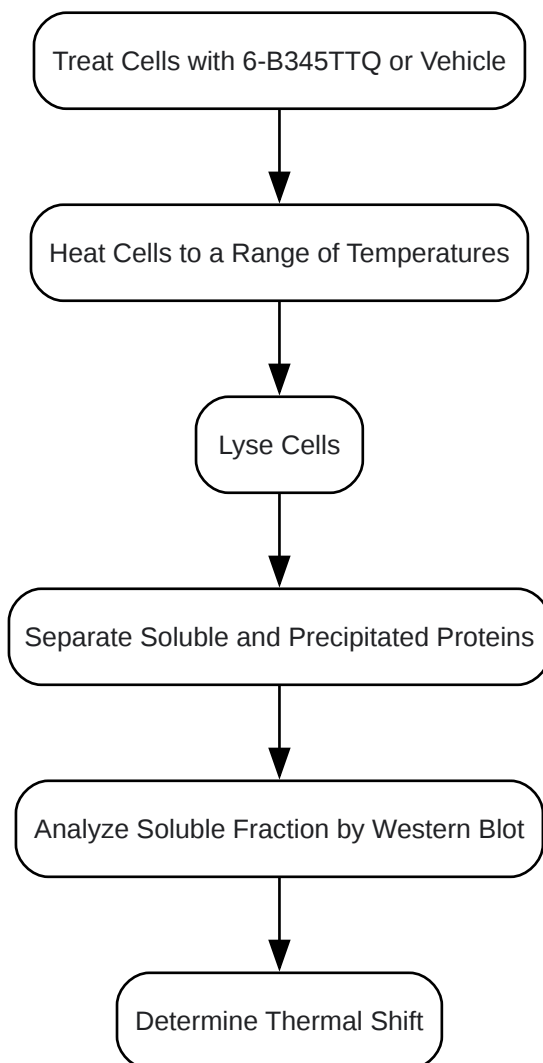 Treat Cells with 6-B345TTQ or Vehicle
Heat Cells to a Range of Temperatures
Lyse Cells
Separate Soluble and Precipitated Proteins
Analyze Soluble Fraction by Western Blot
Determine Thermal Shift